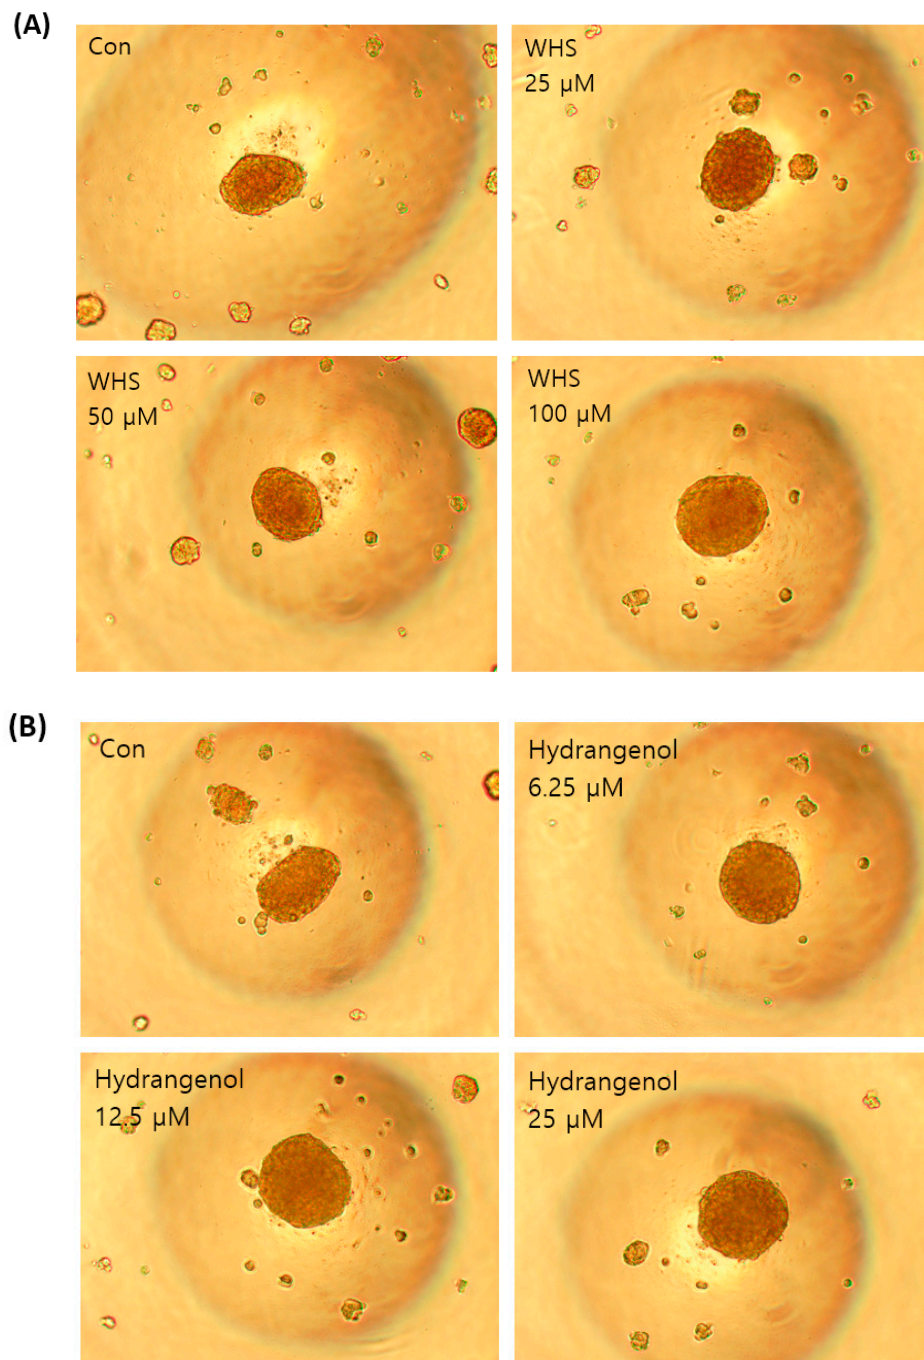 (A)
Con
WHS
25 μM
WHS
50 μM
WHS
100 μM
(B)
Con
Hydrangenol
6.25 μM
Hydrangenol
12.5 μM
Hydrangenol
25 μM